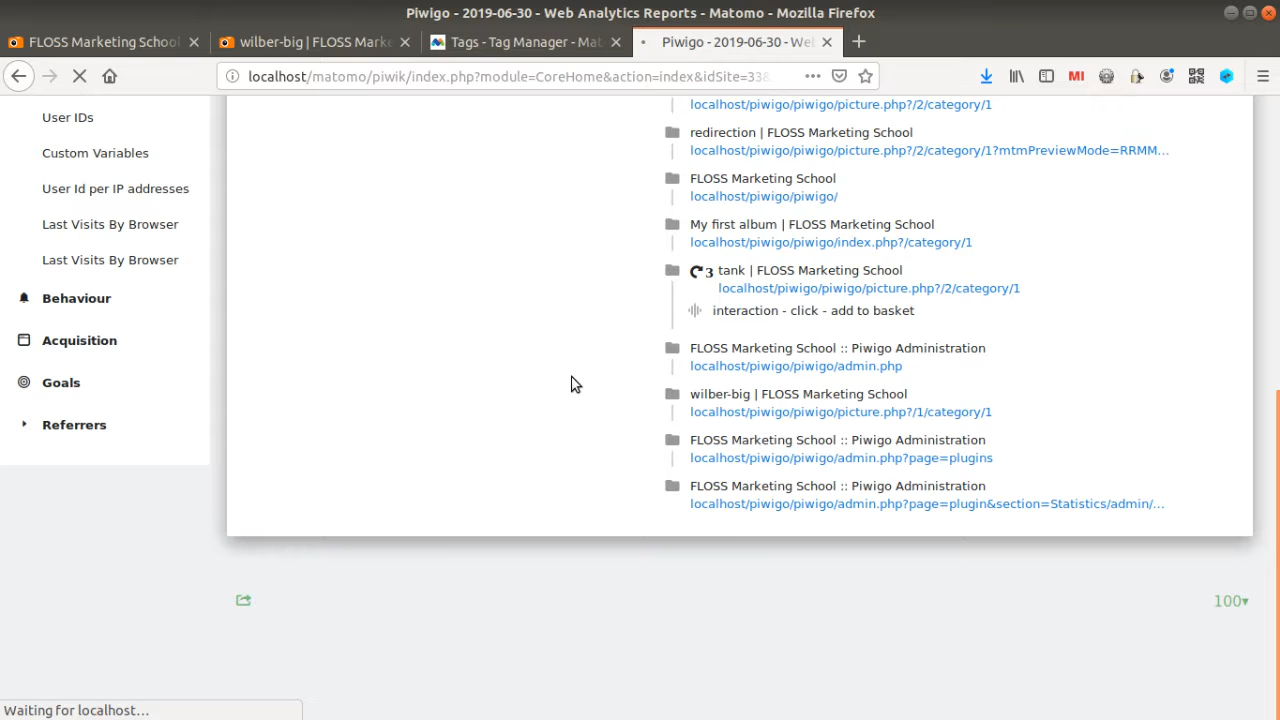 Piwigo - 2019-06-30 - Web Analytics Reports - Matomo - Mozilla Firefox
FLOSS Marketing School
wilber-big | FLOSS Marke
Tags - Tag Manager - Mat
Piwigo - 2019-06-30 - We
localhost/matomo/piwik/index.php?module=CoreHome&action=index&idSite=33&
MI
User IDs
Custom Variables
User Id per IP addresses
Last Visits By Browser
Last Visits By Browser
Behaviour
Acquisition
Goals
Referrers
localhost/piwigo/piwigo/picture.php?/2/category/1
redirection | FLOSS Marketing School
localhost/piwigo/piwigo/picture.php?/2/category/1?mtmPreviewMode=RRMM...
FLOSS Marketing School
localhost/piwigo/piwigo/
My first album | FLOSS Marketing School
localhost/piwigo/piwigo/index.php?/category/1
3 tank | FLOSS Marketing School
localhost/piwigo/piwigo/picture.php?/2/category/1
interaction - click - add to basket
FLOSS Marketing School :: Piwigo Administration
localhost/piwigo/piwigo/admin.php
wilber-big | FLOSS Marketing School
localhost/piwigo/piwigo/picture.php?/1/category/1
FLOSS Marketing School :: Piwigo Administration
localhost/piwigo/piwigo/admin.php?page=plugins
FLOSS Marketing School :: Piwigo Administration
localhost/piwigo/piwigo/admin.php?page=plugin&section=Statistics/admin/...
100
Waiting for localhost...